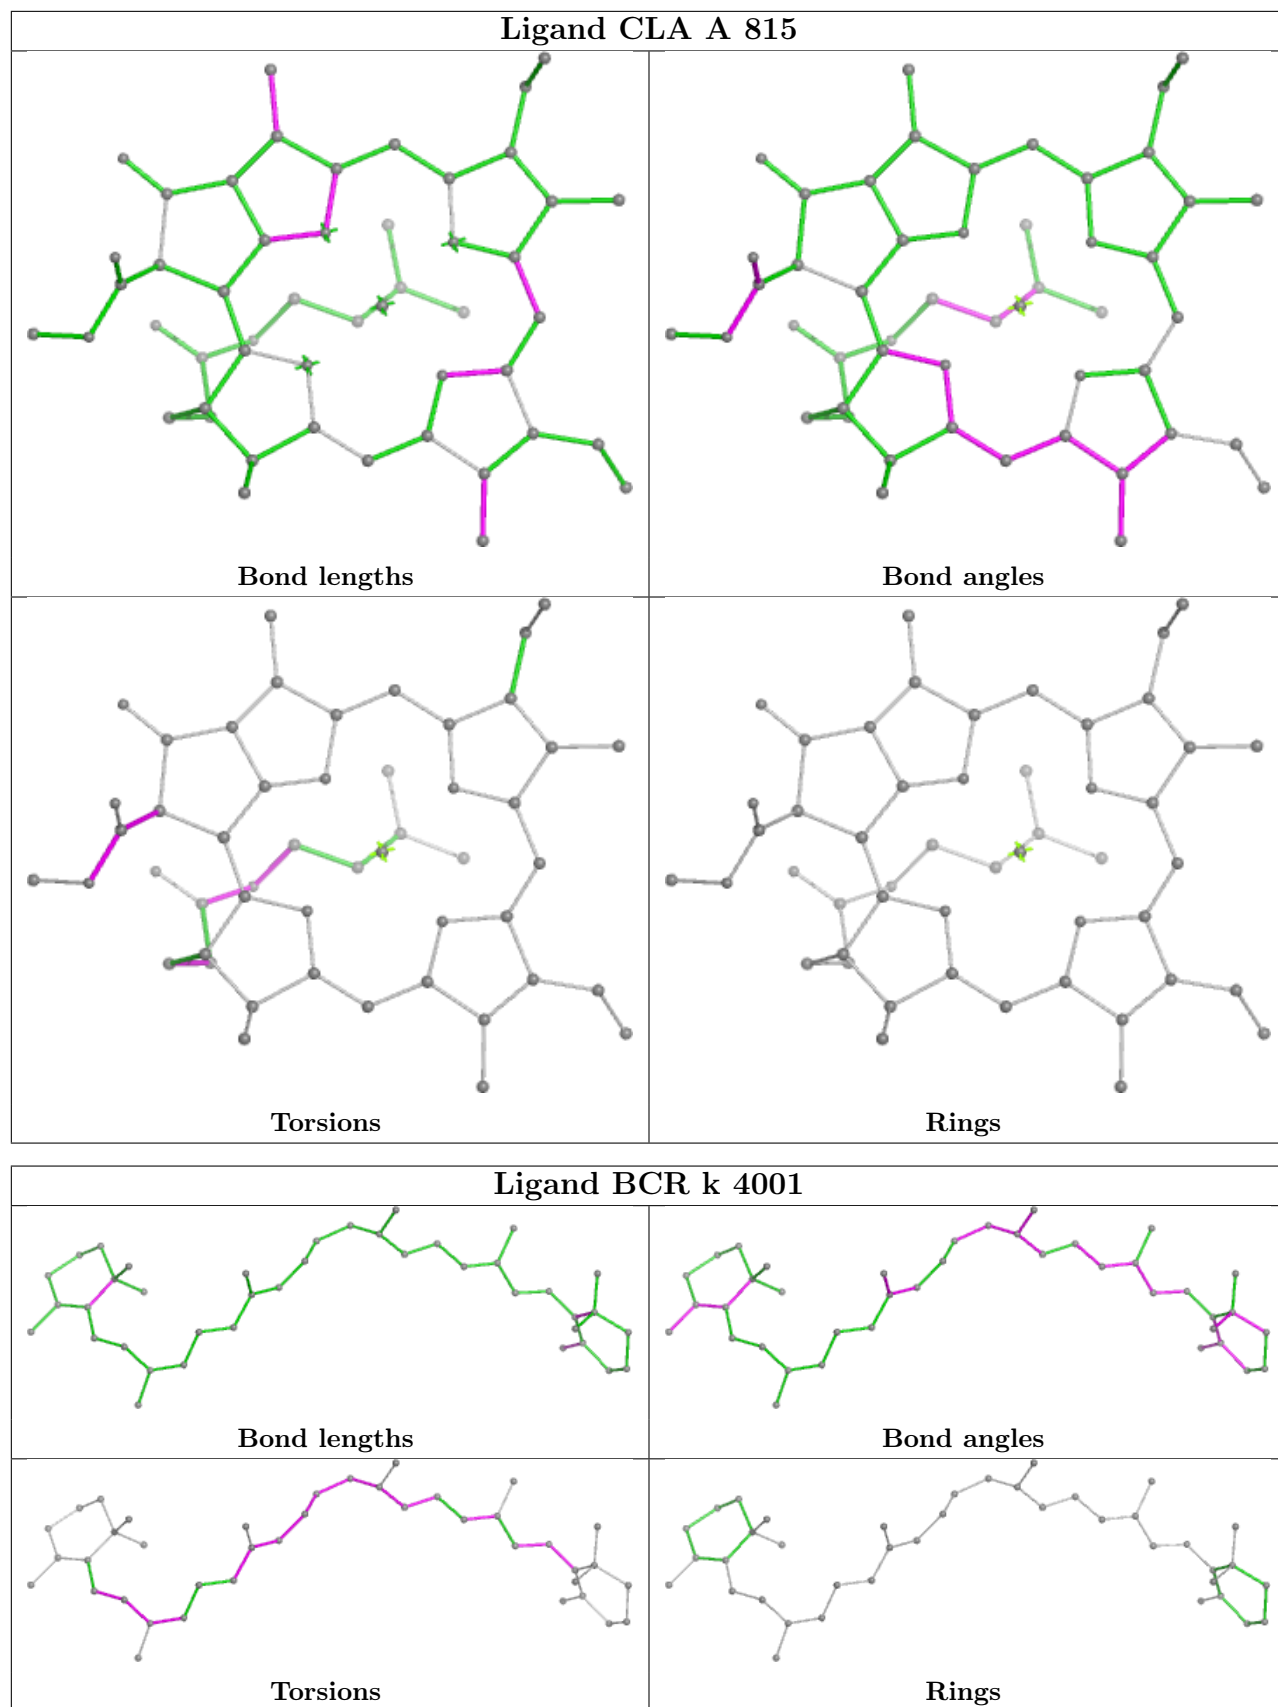 Ligand CLA A 815
Bond lengths
Bond angles
Torsions
Rings
Ligand BCR k 4001
Bond lengths
Bond angles
Torsions
Rings